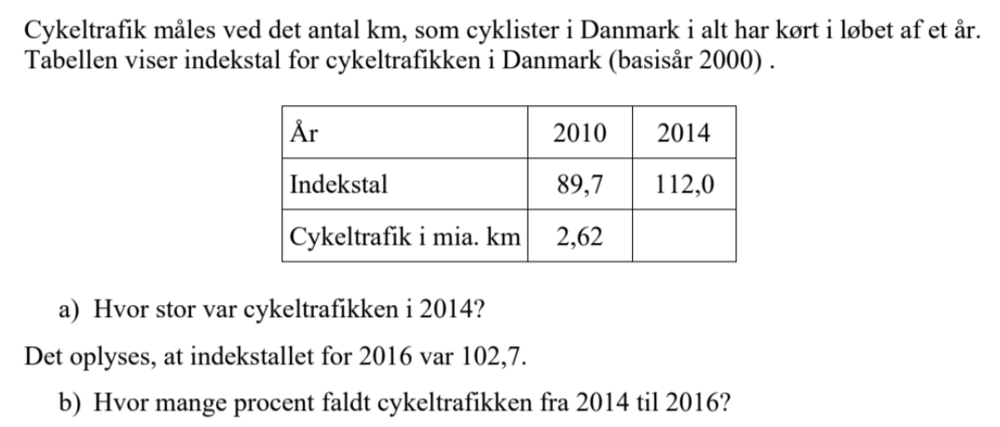 Cykeltrafik måles ved det antal km, som cyklister i Danmark i alt har kørt i løbet af et år.
Tabellen viser indekstal for cykeltrafikken i Danmark (basisår 2000) .
År 2010 2014
Indekstal 89,7 112,0
Cykeltrafik i mia. km 2,62
a) Hvor stor var cykeltrafikken i 2014?
Det oplyses, at indekstallet for 2016 var 102,7.
b) Hvor mange procent faldt cykeltrafikken fra 2014 til 2016?